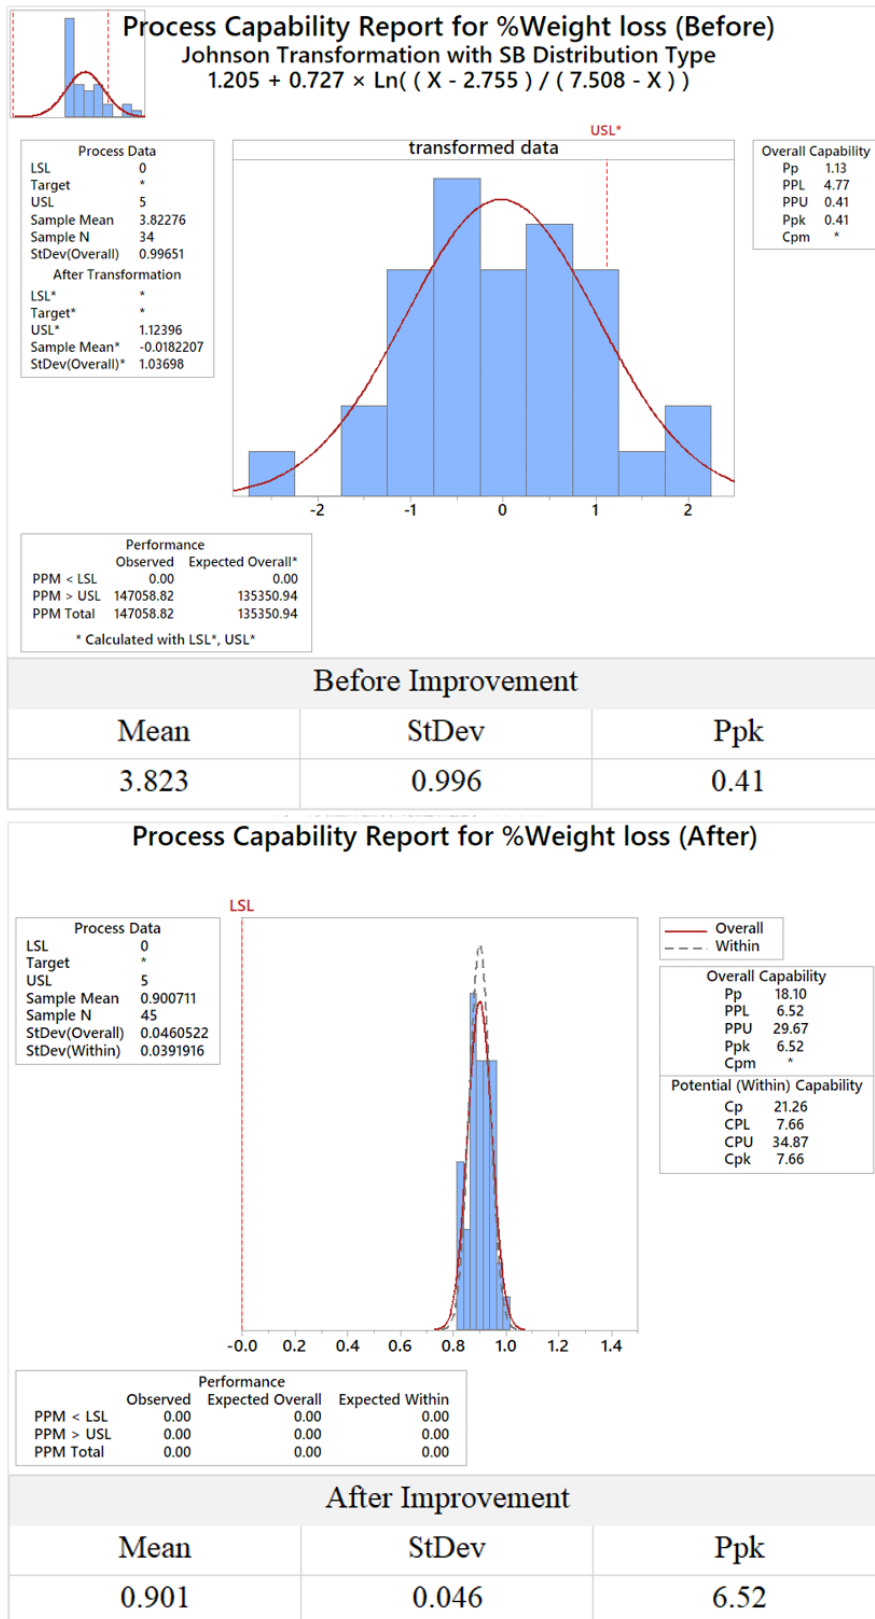 Process Capability Report for %Weight loss (Before)
Johnson Transformation with SB Distribution Type
1.205 + 0.727 × Ln( ( X - 2.755 ) / ( 7.508 - X ) )
USL*
transformed data
Process Data
LSL 0
Target *
USL 5
Sample Mean 3.82276
Sample N 34
StDev(Overall) 0.99651
After Transformation
LSL* *
Target* *
USL* 1.12396
Sample Mean* -0.0182207
StDev(Overall)* 1.03698
Overall Capability
Pp 1.13
PPL 4.77
PPU 0.41
Ppk 0.41
Cpm *
-2 -1 0 1 2
Performance
Observed Expected Overall*
PPM < LSL 0.00 0.00
PPM > USL 147058.82 135350.94
PPM Total 147058.82 135350.94
* Calculated with LSL*, USL*
Before Improvement
Mean StDev Ppk
3.823 0.996 0.41
Process Capability Report for %Weight loss (After)
LSL
Process Data
LSL 0
Target *
USL 5
Sample Mean 0.900711
Sample N 45
StDev(Overall) 0.0460522
StDev(Within) 0.0391916
Overall
Within
Overall Capability
Pp 18.10
PPL 6.52
PPU 29.67
Ppk 6.52
Cpm *
Potential (Within) Capability
Cp 21.26
CPL 7.66
CPU 34.87
Cpk 7.66
-0.0 0.2 0.4 0.6 0.8 1.0 1.2 1.4
Performance
Observed Expected Overall Expected Within
PPM < LSL 0.00 0.00 0.00
PPM > USL 0.00 0.00 0.00
PPM Total 0.00 0.00 0.00
After Improvement
Mean StDev Ppk
0.901 0.046 6.52